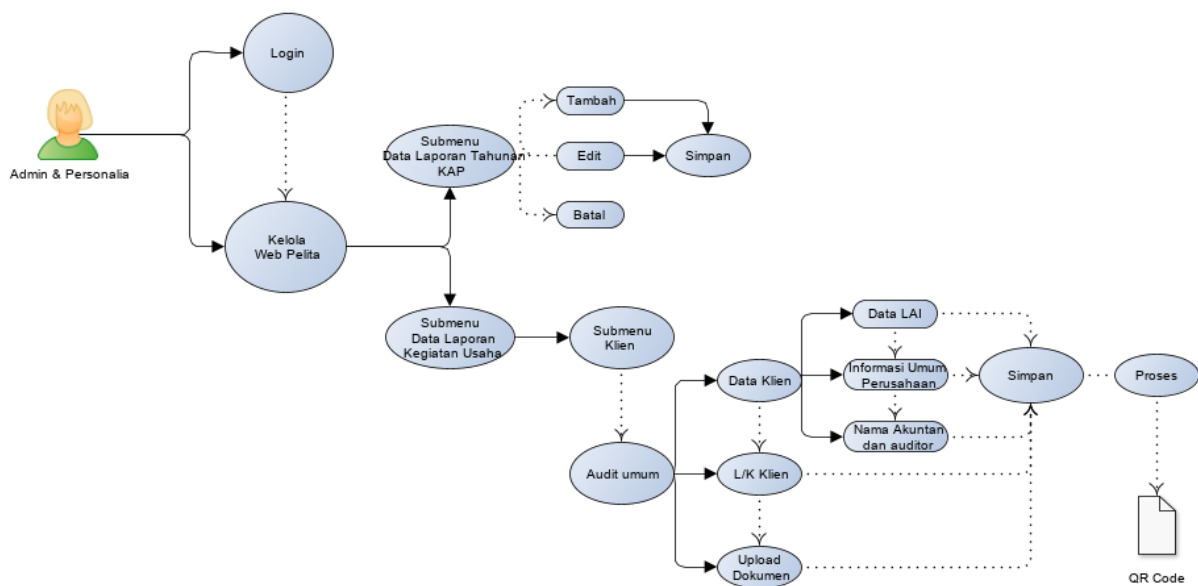 Login
Admin & Personalia
Kelola
Web Pelita
Submenu
Data Laporan Tahunan
KAP
Tambah
Edit
Batal
Simpan
Submenu
Data Laporan
Kegiatan Usaha
Submenu
Klien
Audit umum
Data Klien
L/K Klien
Upload
Dokumen
Data LAI
Informasi Umum
Perusahaan
Nama Akuntan
dan auditor
Simpan
Proses
QR Code